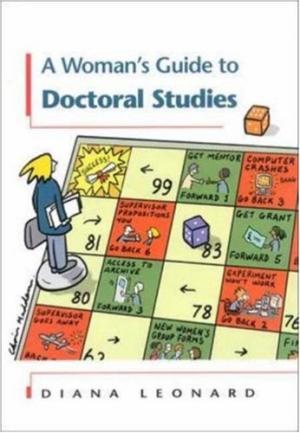 A Woman's Guide to
Doctoral Studies
SUCCESS!
99
GET MENTOR
FORWARD 3
COMPUTER
CRASHES
GO BACK 3
81
SUPERVISOR
PROPOSITIONS
YOU
GO BACK 6
83
GET GRANT
FORWARD 5
80
ACCESS TO
ARCHIVE
FORWARD 3
78
EXPERIMENT
WON'T WORK
GO BACK 2
SUPERVISOR
GOES AWAY
NEW WOMEN'S
GROUP FORMS
76
DIANA LEONARD